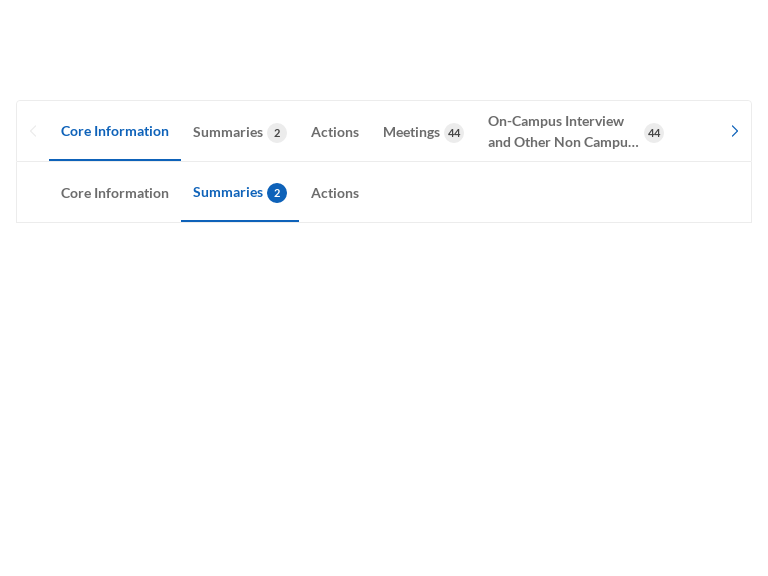 Core Information Summaries 2 Actions Meetings 44 On-Campus Interview
and Other Non Campu... 44
Core Information Summaries 2 Actions